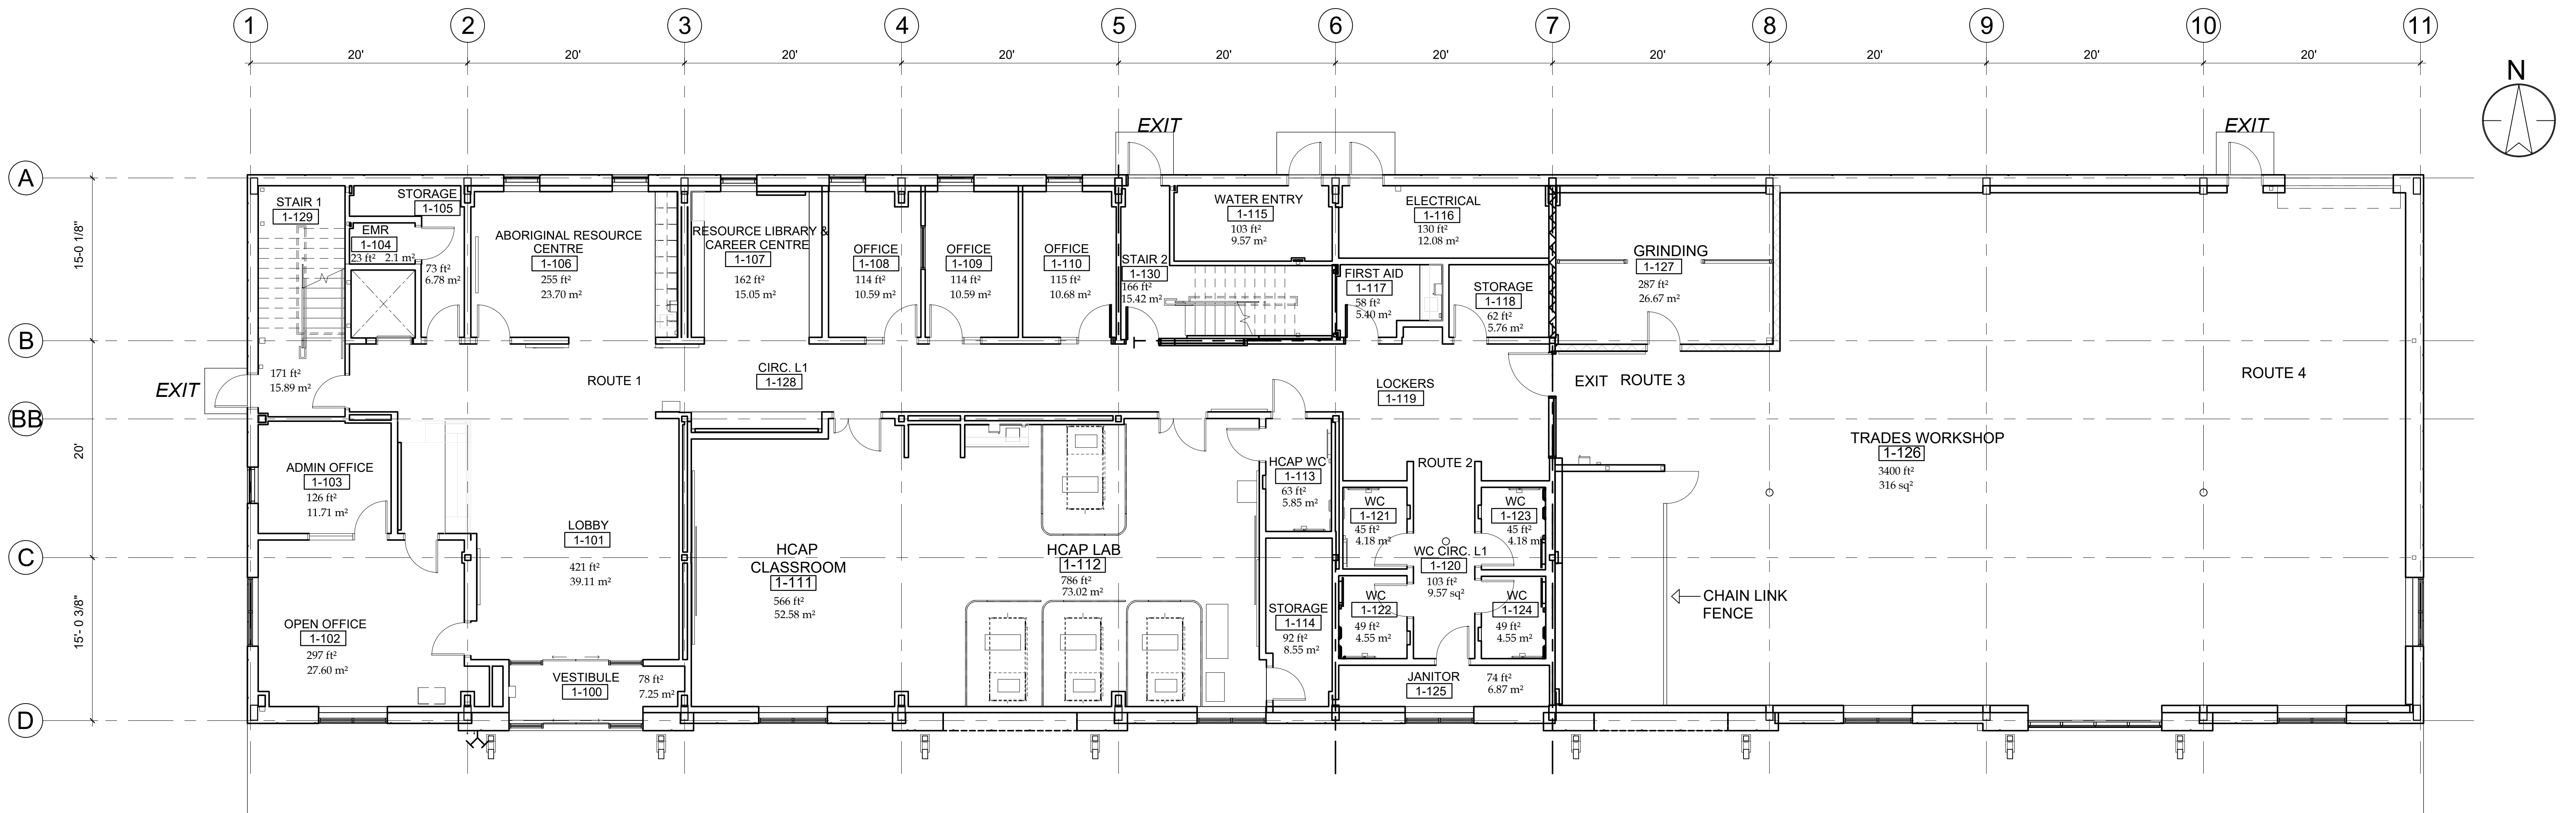 1 2 3 4 5 6 7 8 9 10 11
20' 20' 20' 20' 20' 20' 20' 20' 20' 20'
N
EXIT
EXIT
A
15-0 1/8"
B
BB
20'
C
15'- 0 3/8"
D
STAIR 1
1-129
171 ft²
15.89 m²
EXIT
STORAGE
1-105
EMR
1-104
23 ft² 2.1 m²
73 ft²
6.78 m²
ABORIGINAL RESOURCE
CENTRE
1-106
255 ft²
23.70 m²
RESOURCE LIBRARY &
CAREER CENTRE
1-107
162 ft²
15.05 m²
OFFICE
1-108
114 ft²
10.59 m²
OFFICE
1-109
114 ft²
10.59 m²
OFFICE
1-110
115 ft²
10.68 m²
STAIR 2
1-130
166 ft²
15.42 m²
WATER ENTRY
1-115
103 ft²
9.57 m²
ELECTRICAL
1-116
130 ft²
12.08 m²
FIRST AID
1-117
58 ft²
5.40 m²
STORAGE
1-118
62 ft²
5.76 m²
GRINDING
1-127
287 ft²
26.67 m²
ROUTE 1
CIRC. L1
1-128
LOCKERS
1-119
EXIT ROUTE 3
ROUTE 4
ADMIN OFFICE
1-103
126 ft²
11.71 m²
LOBBY
1-101
421 ft²
39.11 m²
OPEN OFFICE
1-102
297 ft²
27.60 m²
VESTIBULE
1-100
78 ft²
7.25 m²
HCAP
CLASSROOM
1-111
566 ft²
52.58 m²
HCAP LAB
1-112
786 ft²
73.02 m²
HCAP WC
1-113
63 ft²
5.85 m²
STORAGE
1-114
92 ft²
8.55 m²
ROUTE 2
WC
1-121
45 ft²
4.18 m²
WC
1-123
45 ft²
4.18 m²
WC CIRC. L1
1-120
103 ft²
9.57 sq²
WC
1-122
49 ft²
4.55 m²
WC
1-124
49 ft²
4.55 m²
JANITOR
1-125
74 ft²
6.87 m²
TRADES WORKSHOP
1-126
3400 ft²
316 sq²
CHAIN LINK
FENCE